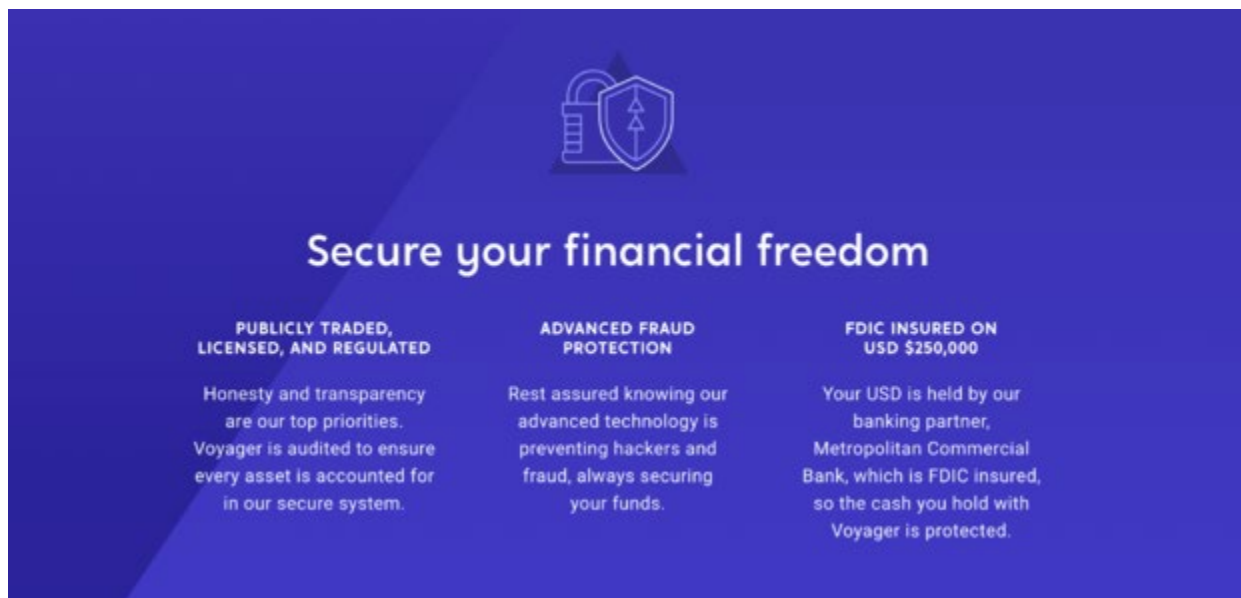 Secure your financial freedom
PUBLICLY TRADED,
LICENSED, AND REGULATED
Honesty and transparency
are our top priorities.
Voyager is audited to ensure
every asset is accounted for
in our secure system.
ADVANCED FRAUD
PROTECTION
Rest assured knowing our
advanced technology is
preventing hackers and
fraud, always securing
your funds.
FDIC INSURED ON
USD $250,000
Your USD is held by our
banking partner,
Metropolitan Commercial
Bank, which is FDIC insured,
so the cash you hold with
Voyager is protected.